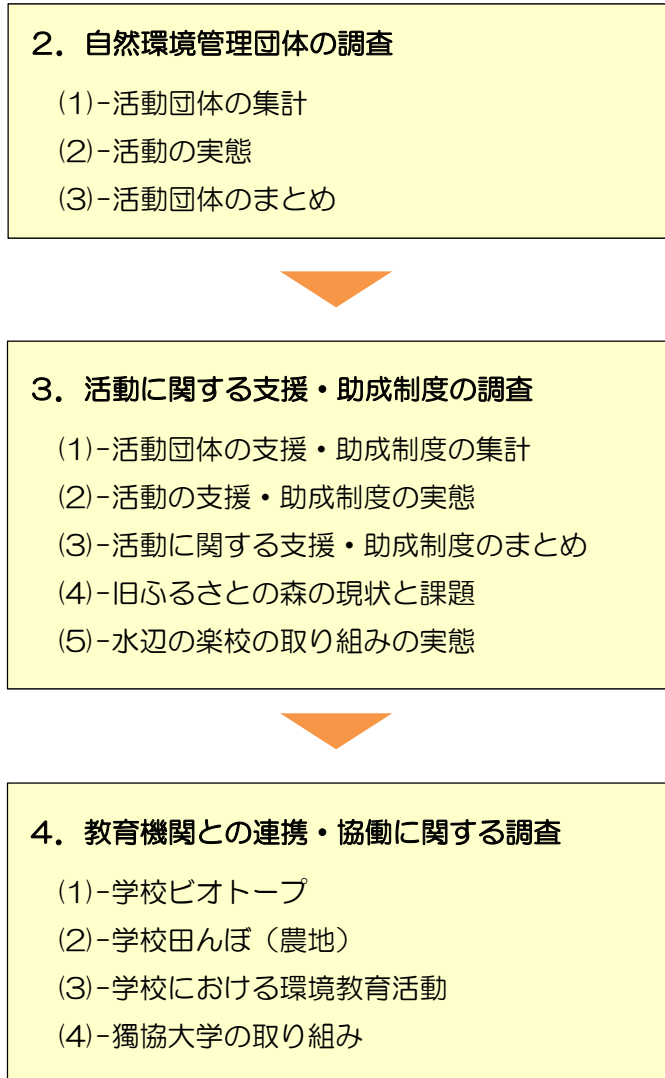 ２．自然環境管理団体の調査
(1)-活動団体の集計
(2)-活動の実態
(3)-活動団体のまとめ
３．活動に関する支援・助成制度の調査
(1)-活動団体の支援・助成制度の集計
(2)-活動の支援・助成制度の実態
(3)-活動に関する支援・助成制度のまとめ
(4)-旧ふるさとの森の現状と課題
(5)-水辺の楽校の取り組みの実態
４．教育機関との連携・協働に関する調査
(1)-学校ビオトープ
(2)-学校田んぼ（農地）
(3)-学校における環境教育活動
(4)-獨協大学の取り組み